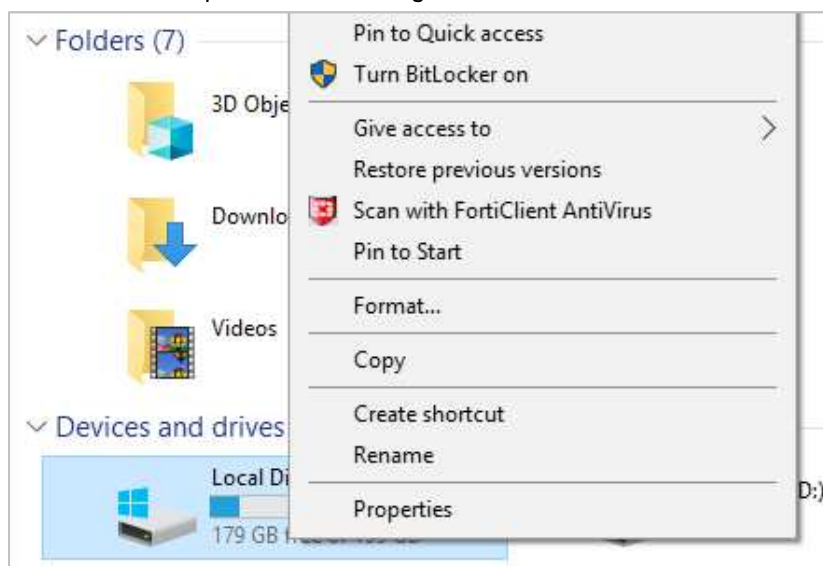 Folders (7)
Pin to Quick access
Turn BitLocker on
3D Obje
Give access to
Restore previous versions
Downlo
Scan with FortiClient AntiVirus
Pin to Start
Format...
Videos
Copy
Devices and drives
Create shortcut
Rename
Local Di
D:)
Properties
179 GB